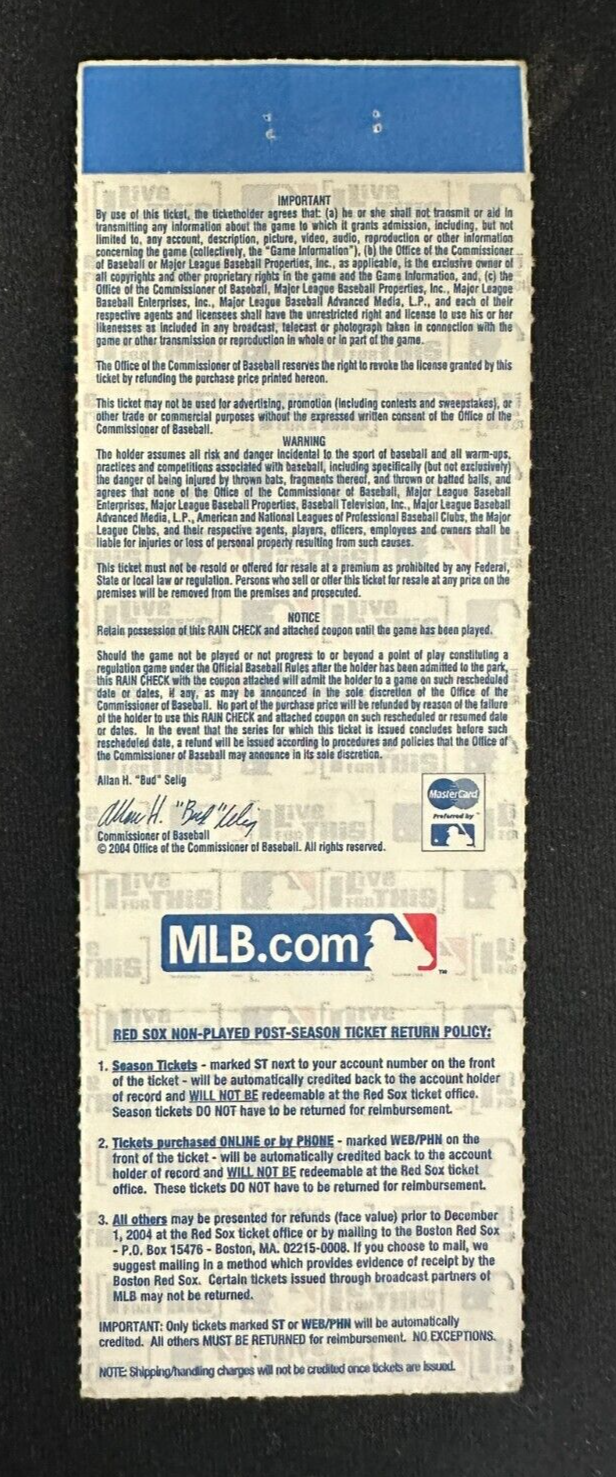 IMPORTANT
By use of this ticket, the ticketholder agrees that: (a) he or she shall not transmit or aid in
transmitting any information about the game to which it grants admission, including, but not
limited to, any account, description, picture, video, audio, reproduction or other information
concerning the game (collectively, the "Game Information"), (b) the Office of the Commissioner
of Baseball or Major League Baseball Properties, Inc., as applicable, is the exclusive owner of
all copyrights and other proprietary rights in the game and the Game Information, and, (c) the
Office of the Commissioner of Baseball, Major League Baseball Properties, Inc., Major League
Baseball Enterprises, Inc., Major League Baseball Advanced Media, L.P., and each of their
respective agents and licensees shall have the unrestricted right and license to use his or her
likenesses as included in any broadcast, telecast or photograph taken in connection with the
game or other transmission or reproduction in whole or in part of the game.
The Office of the Commissioner of Baseball reserves the right to revoke the license granted by this
ticket by refunding the purchase price printed hereon.
This ticket may not be used for advertising, promotion (including contests and sweepstakes), or
other trade or commercial purposes without the expressed written consent of the Office of the
Commissioner of Baseball.
WARNING
The holder assumes all risk and danger incidental to the sport of baseball and all warm-ups,
practices and competitions associated with baseball, including specifically (but not exclusively)
the danger of being injured by thrown bats, fragments thereof, and thrown or batted balls, and
agrees that none of the Office of the Commissioner of Baseball, Major League Baseball
Enterprises, Major League Baseball Properties, Baseball Television, Inc., Major League Baseball
Advanced Media, L.P., American and National Leagues of Professional Baseball Clubs, the Major
League Clubs, and their respective agents, players, officers, employees and owners shall be
liable for injuries or loss of personal property resulting from such causes.
This ticket must not be resold or offered for resale at a premium as prohibited by any Federal,
State or local law or regulation. Persons who sell or offer this ticket for resale at any price on the
premises will be removed from the premises and prosecuted.
NOTICE
Retain possession of this RAIN CHECK and attached coupon until the game has been played.
Should the game not be played or not progress to or beyond a point of play constituting a
regulation game under the Official Baseball Rules after the holder has been admitted to the park,
this RAIN CHECK with the coupon attached will admit the holder to a game on such rescheduled
date or dates, if any, as may be announced in the sole discretion of the Office of the
Commissioner of Baseball. No part of the purchase price will be refunded by reason of the failure
of the holder to use this RAIN CHECK and attached coupon on such rescheduled or resumed date
or dates. In the event that the series for which this ticket is issued concludes before such
rescheduled date, a refund will be issued according to procedures and policies that the Office of
the Commissioner of Baseball may announce in its sole discretion.
Allan H. "Bud" Selig
Allan H. "Bud" Selig
Commissioner of Baseball
© 2004 Office of the Commissioner of Baseball. All rights reserved.
MasterCard
Preferred by
MLB.com
TM
RED SOX NON-PLAYED POST-SEASON TICKET RETURN POLICY:
1. Season Tickets - marked ST next to your account number on the front
of the ticket - will be automatically credited back to the account holder
of record and WILL NOT BE redeemable at the Red Sox ticket office.
Season tickets DO NOT have to be returned for reimbursement.
2. Tickets purchased ONLINE or by PHONE - marked WEB/PHN on the
front of the ticket - will be automatically credited back to the account
holder of record and WILL NOT BE redeemable at the Red Sox ticket
office. These tickets DO NOT have to be returned for reimbursement.
3. All others may be presented for refunds (face value) prior to December
1, 2004 at the Red Sox ticket office or by mailing to the Boston Red Sox
- P.O. Box 15476 - Boston, MA. 02215-0008. If you choose to mail, we
suggest mailing in a method which provides evidence of receipt by the
Boston Red Sox. Certain tickets issued through broadcast partners of
MLB may not be returned.
IMPORTANT: Only tickets marked ST or WEB/PHN will be automatically
credited. All others MUST BE RETURNED for reimbursement. NO EXCEPTIONS.
NOTE: Shipping/handling charges will not be credited once tickets are issued.